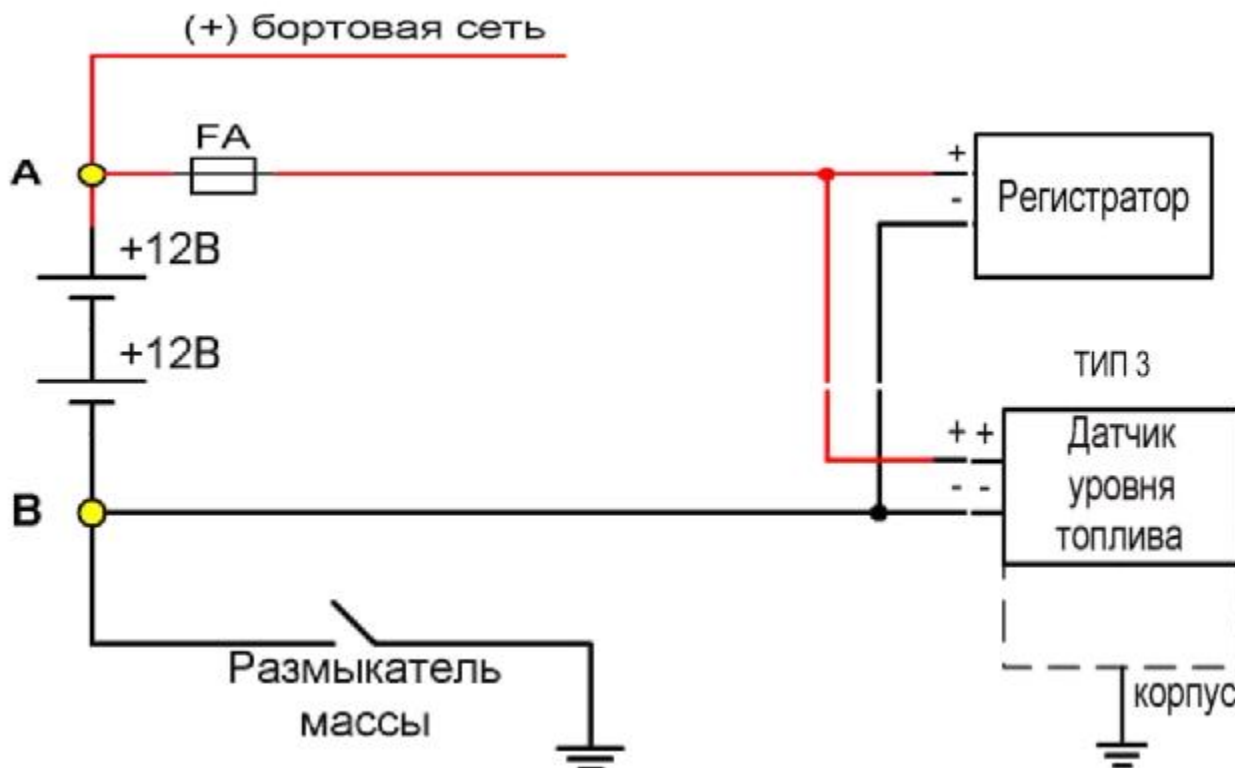 (+) бортовая сеть
FA
A
+
-
Регистратор
+12В
+12В
ТИП 3
+ +
- -
Датчик
уровня
топлива
B
Размыкатель
массы
корпус